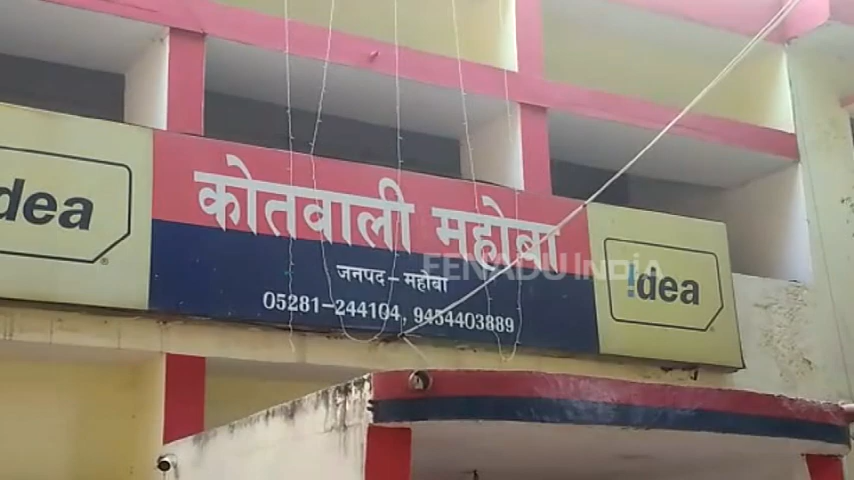 कोतवाली महोबा
जनपद - महोबा
05281-244104, 9454403889
idea
!dea
EENADU INDIA